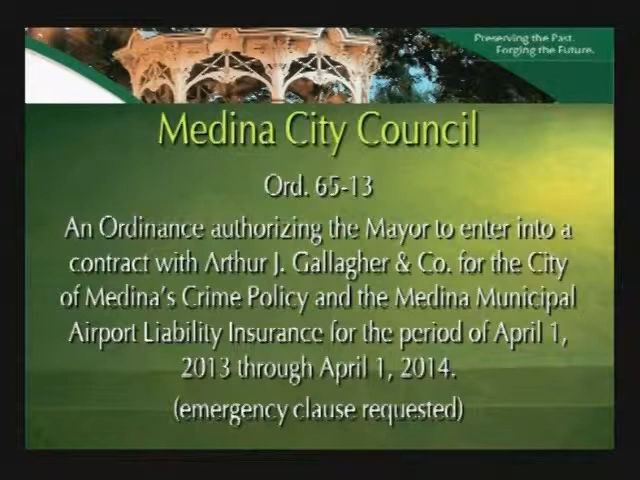 Preserving the Past.
Forging the Future.
Medina City Council
Ord. 65-13
An Ordinance authorizing the Mayor to enter into a
contract with Arthur J. Gallagher & Co. for the City
of Medina's Crime Policy and the Medina Municipal
Airport Liability Insurance for the period of April 1,
2013 through April 1, 2014.
(emergency clause requested)